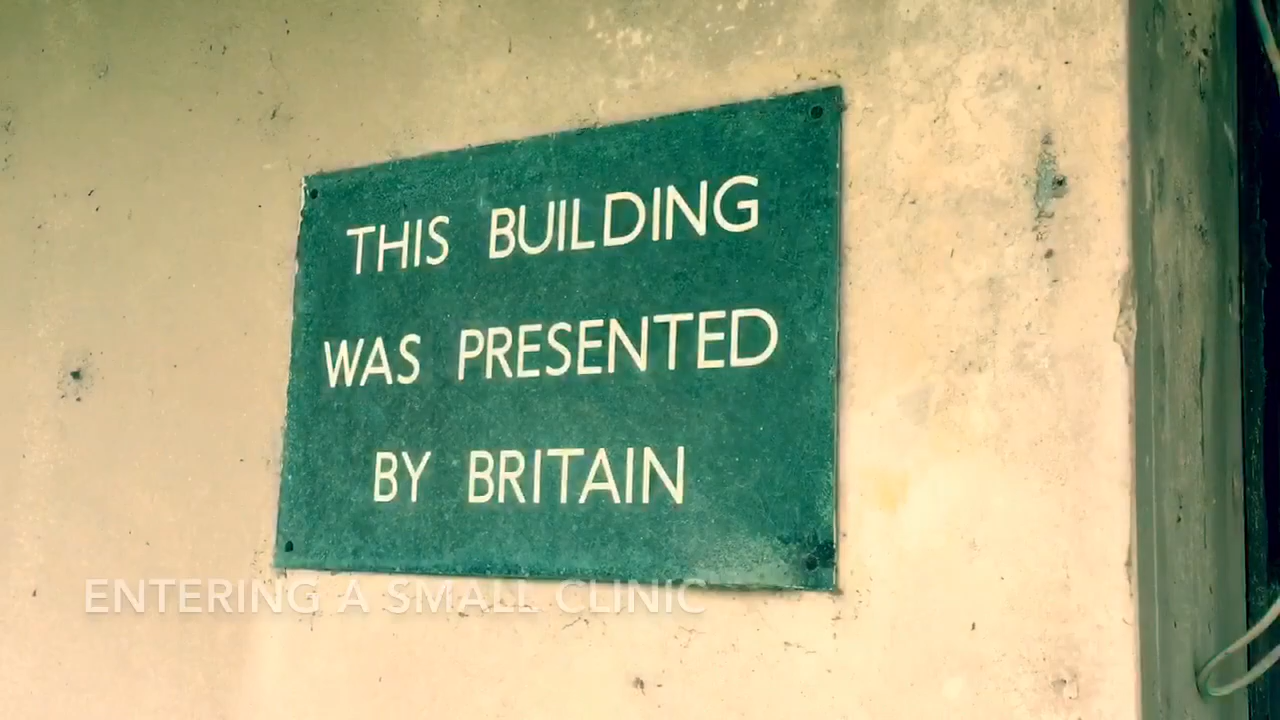 THIS BUILDING
WAS PRESENTED
BY BRITAIN
ENTERING A SMALL CLINIC